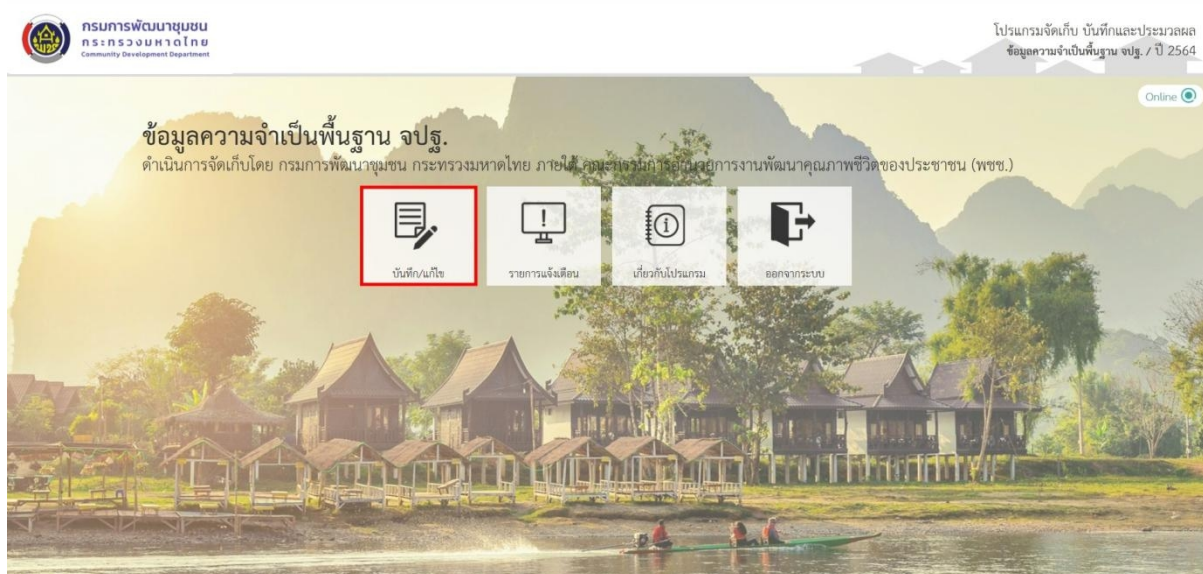 กรมการพัฒนาชุมชน
กระทรวงมหาดไทย
Community Development Department
โปรแกรมจัดเก็บ บันทึกและประมวลผล
ข้อมูลความจำเป็นพื้นฐาน จปฐ. / ปี 2564
Online
ข้อมูลความจำเป็นพื้นฐาน จปฐ.
ดำเนินการจัดเก็บโดย กรมการพัฒนาชุมชน กระทรวงมหาดไทย ภายใต้ คณะกรรมการอำนวยการงานพัฒนาคุณภาพชีวิตของประชาชน (พชช.)
บันทึก/แก้ไข
รายการแจ้งเตือน
เกี่ยวกับโปรแกรม
ออกจากระบบ